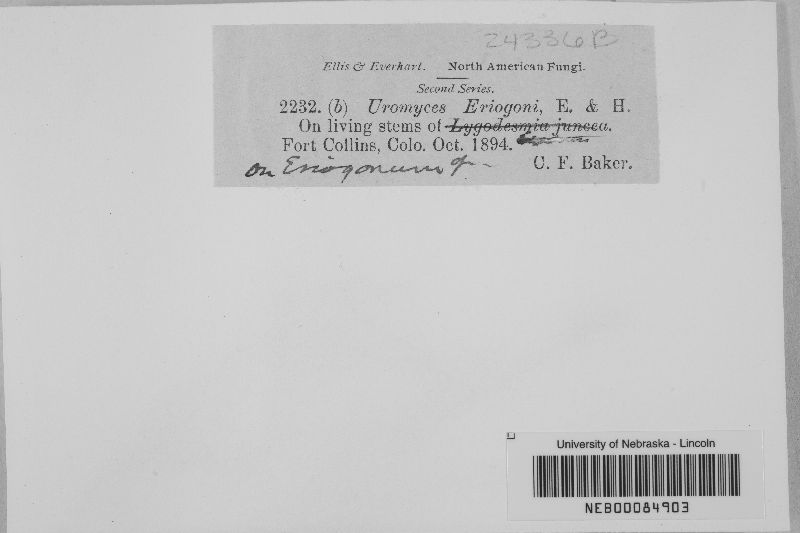 24336B
Ellis & Everhart. North American Fungi.
Second Series.
2232. (b) Uromyces Eriogoni, E. & H.
On living stems of Lygodesmia juncea.
Fort Collins, Colo. Oct. 1894.
C. F. Baker.
on Eriogonum
University of Nebraska - Lincoln
NEB00084903